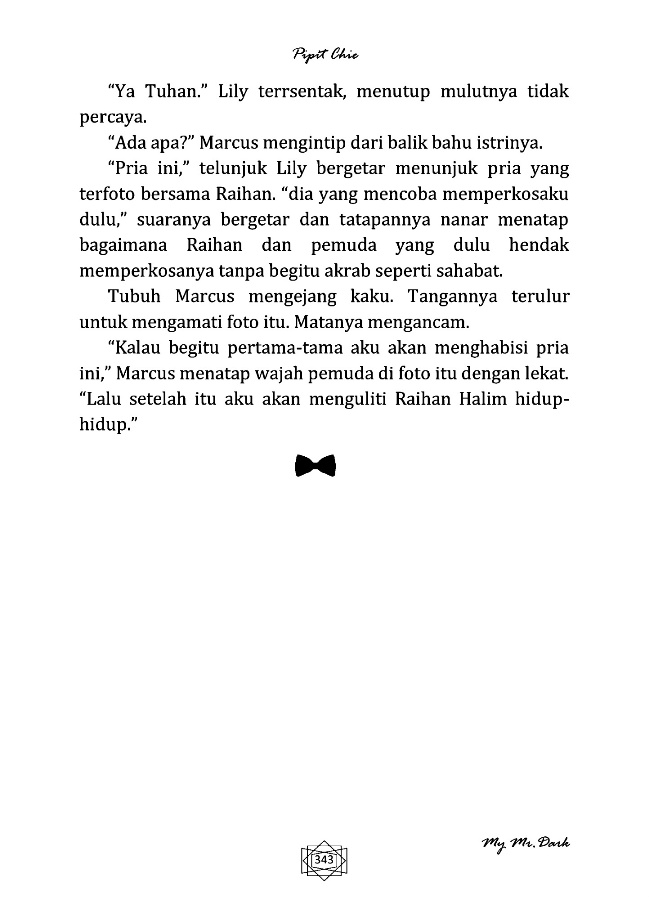 Pipit Chie
“Ya Tuhan.” Lily terrsentak, menutup mulutnya tidak
percaya.
“Ada apa?” Marcus mengintip dari balik bahu istrinya.
“Pria ini,” telunjuk Lily bergetar menunjuk pria yang
terfoto bersama Raihan. “dia yang mencoba memperkosaku
dulu,” suaranya bergetar dan tatapannya nanar menatap
bagaimana Raihan dan pemuda yang dulu hendak
memperkosanya tanpa begitu akrab seperti sahabat.
Tubuh Marcus mengejang kaku. Tangannya terulur
untuk mengamati foto itu. Matanya mengancam.
“Kalau begitu pertama-tama aku akan menghabisi pria
ini,” Marcus menatap wajah pemuda di foto itu dengan lekat.
“Lalu setelah itu aku akan menguliti Raihan Halim hidup-
hidup.”
My Mr. Dark
343